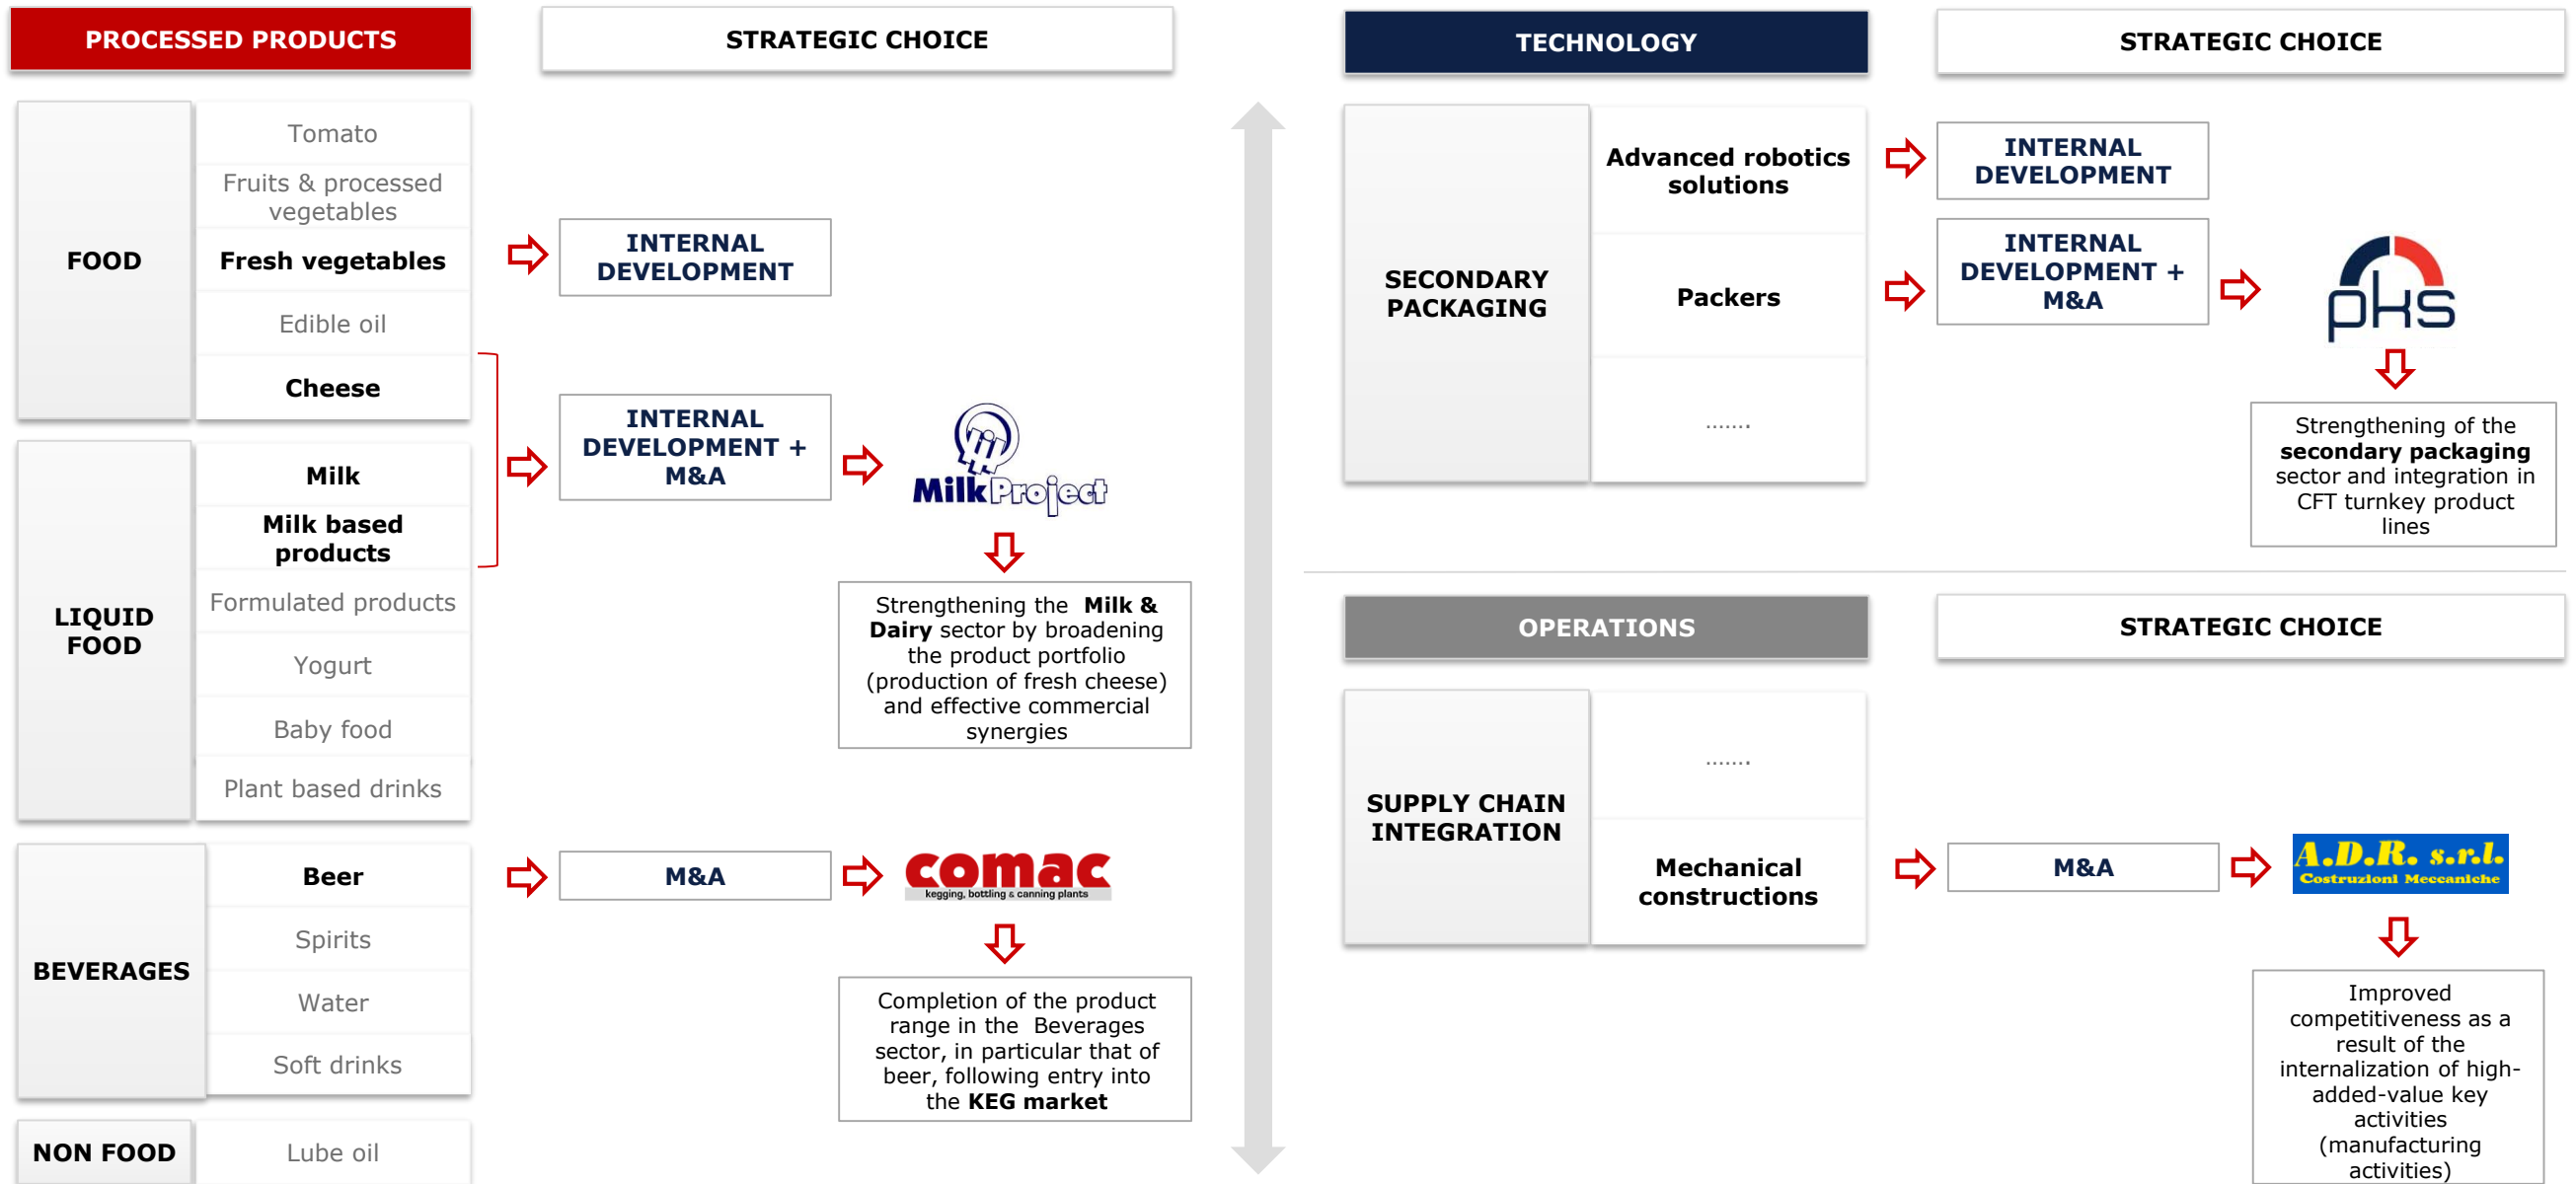 PROCESSED PRODUCTS
STRATEGIC CHOICE
FOOD
Tomato
Fruits & processed
vegetables
Fresh vegetables
Edible oil
Cheese
INTERNAL
DEVELOPMENT
LIQUID
FOOD
Milk
Milk based
products
Formulated products
Yogurt
Baby food
Plant based drinks
INTERNAL
DEVELOPMENT +
M&A
MilkProject
Strengthening the Milk &
Dairy sector by broadening
the product portfolio
(production of fresh cheese)
and effective commercial
synergies
BEVERAGES
Beer
Spirits
Water
Soft drinks
M&A
comac
kegging, bottling & canning plants
Completion of the product
range in the Beverages
sector, in particular that of
beer, following entry into
the KEG market
NON FOOD
Lube oil
TECHNOLOGY
STRATEGIC CHOICE
SECONDARY
PACKAGING
Advanced robotics
solutions
Packers
.......
INTERNAL
DEVELOPMENT
INTERNAL
DEVELOPMENT +
M&A
pks
Strengthening of the
secondary packaging
sector and integration in
CFT turnkey product
lines
OPERATIONS
STRATEGIC CHOICE
SUPPLY CHAIN
INTEGRATION
.......
Mechanical
constructions
M&A
A.D.R. s.r.l.
Costruzioni Meccaniche
Improved
competitiveness as a
result of the
internalization of high-
added-value key
activities
(manufacturing
activities)